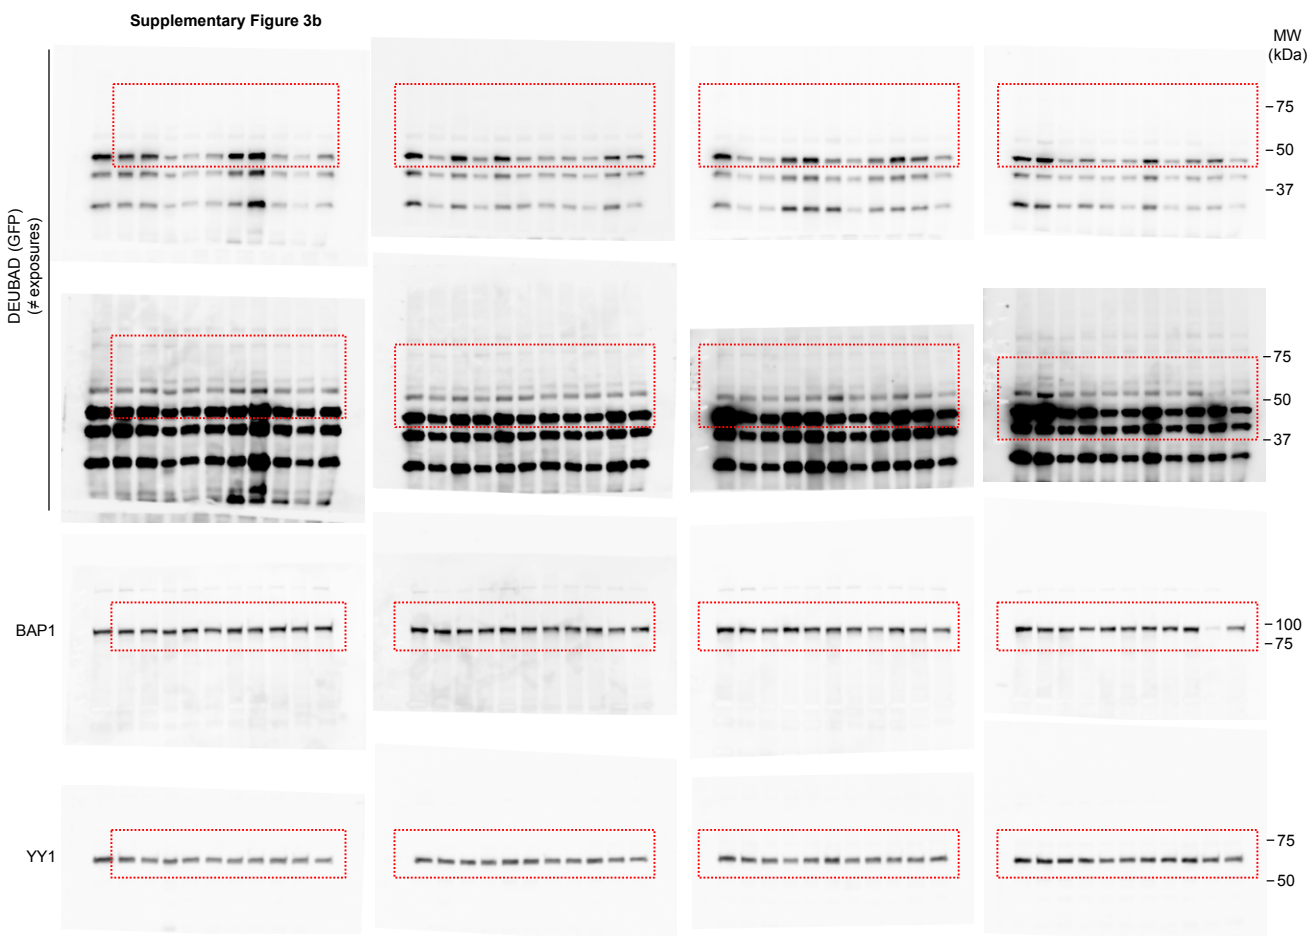 Supplementary Figure 3b
MW
(kDa)
DEUBAD (GFP)
(≠ exposures)
75
50
37
75
50
37
BAP1
100
75
YY1
75
50